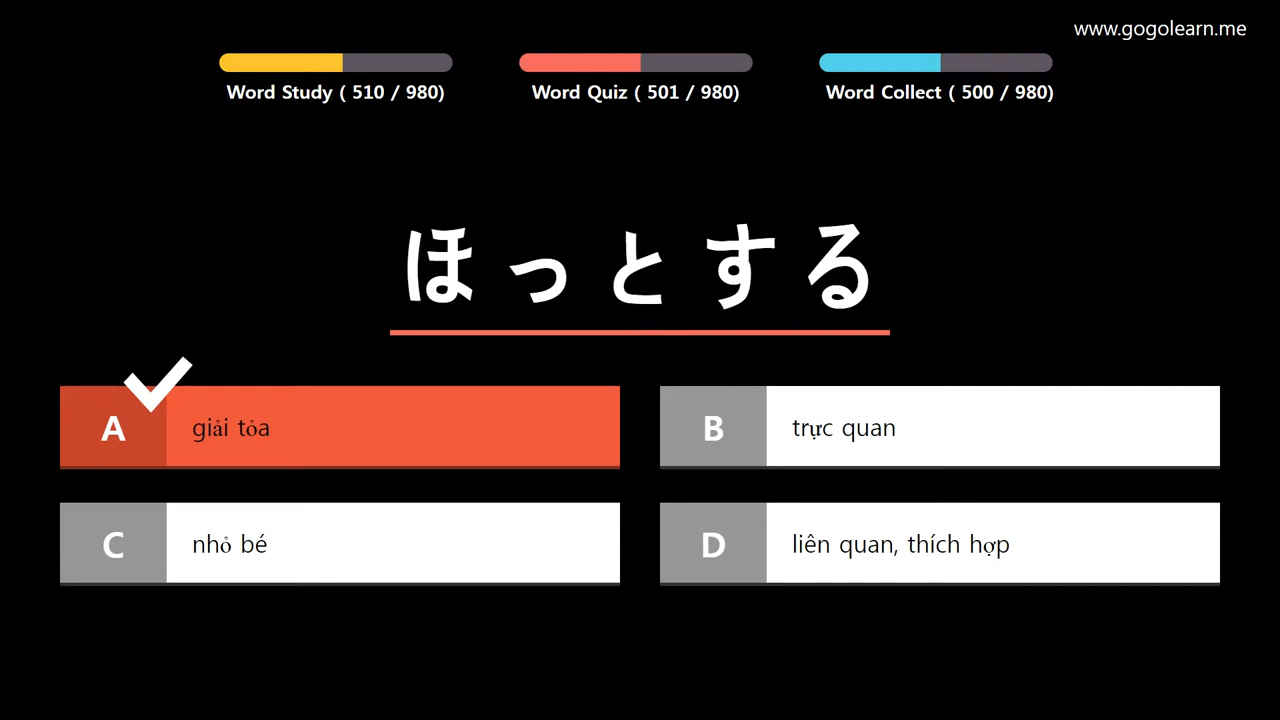 www.gogolearn.me
Word Study ( 510 / 980)
Word Quiz ( 501 / 980)
Word Collect ( 500 / 980)
ほっとする
A
giải tỏa
B
trực quan
C
nhỏ bé
D
liên quan, thích hợp